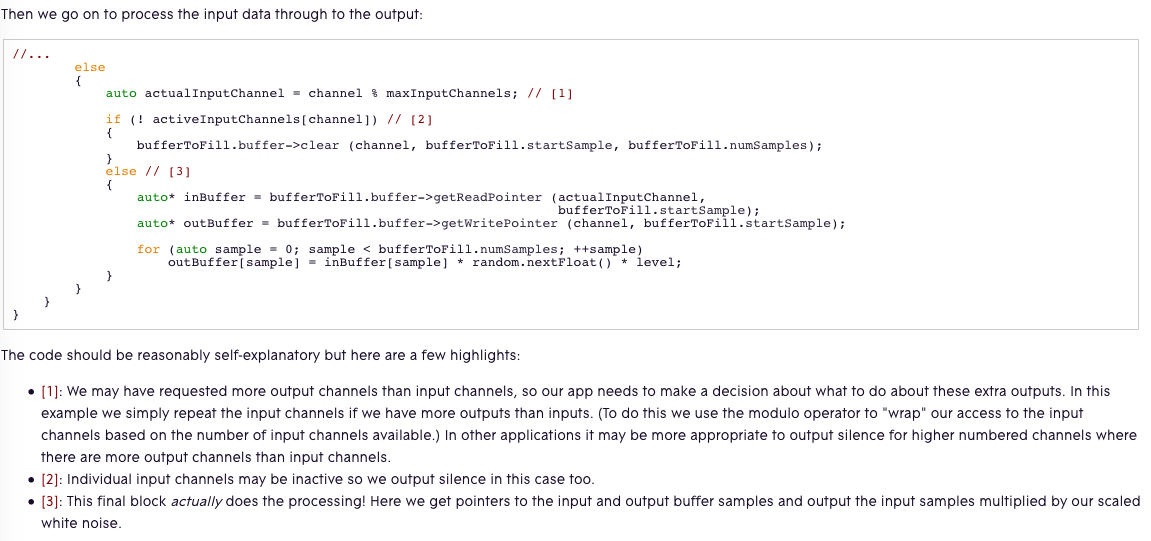 Then we go on to process the input data through to the output:
//...
        else
        {
            auto actualInputChannel = channel % maxInputChannels; // [1]
            if (! activeInputChannels[channel]) // [2]
            {
                bufferToFill.buffer->clear (channel, bufferToFill.startSample, bufferToFill.numSamples);
            }
            else // [3]
            {
                auto* inBuffer = bufferToFill.buffer->getReadPointer (actualInputChannel,
                                                                      bufferToFill.startSample);
                auto* outBuffer = bufferToFill.buffer->getWritePointer (channel, bufferToFill.startSample);
                for (auto sample = 0; sample < bufferToFill.numSamples; ++sample)
                    outBuffer[sample] = inBuffer[sample] * random.nextFloat() * level;
            }
        }
    }
}
The code should be reasonably self-explanatory but here are a few highlights:
• [1]: We may have requested more output channels than input channels, so our app needs to make a decision about what to do about these extra outputs. In this
example we simply repeat the input channels if we have more outputs than inputs. (To do this we use the modulo operator to "wrap" our access to the input
channels based on the number of input channels available.) In other applications it may be more appropriate to output silence for higher numbered channels where
there are more output channels than input channels.
• [2]: Individual input channels may be inactive so we output silence in this case too.
• [3]: This final block actually does the processing! Here we get pointers to the input and output buffer samples and output the input samples multiplied by our scaled
white noise.